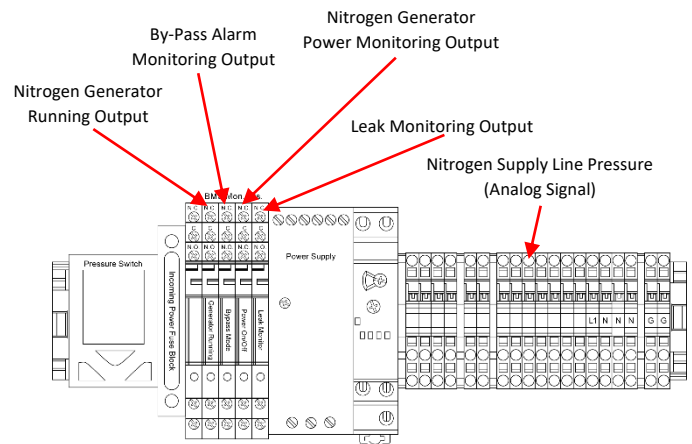 Nitrogen Generator
Power Monitoring Output
By-Pass Alarm
Monitoring Output
Nitrogen Generator
Running Output
Leak Monitoring Output
Nitrogen Supply Line Pressure
(Analog Signal)
N.C N.C N.C N.C N.C
C C C C C
N.O N.O N.O N.O N.O
Pressure Switch
Incoming Power Fuse Block
Generator Running
Bypass Mode
Power On/Off
Leak Monitor
Power Supply
L1 N N N G G